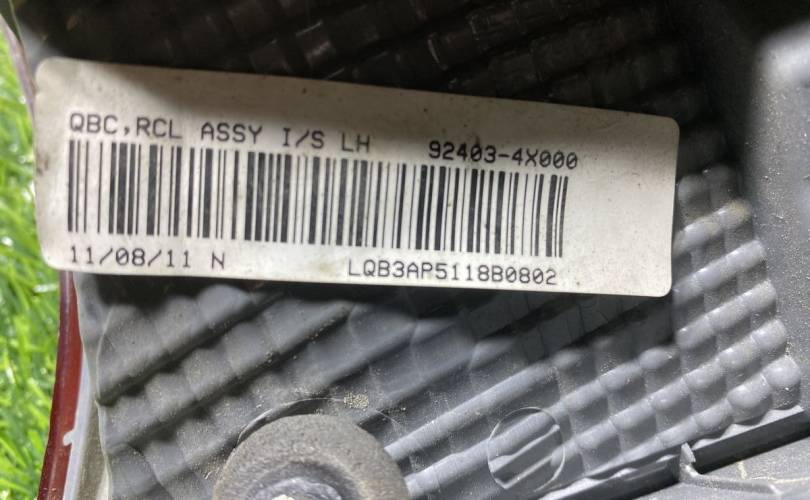 QBC,RCL ASSY I/S LH 92403-4X000
11/08/11 N LQB3AP5118B0802